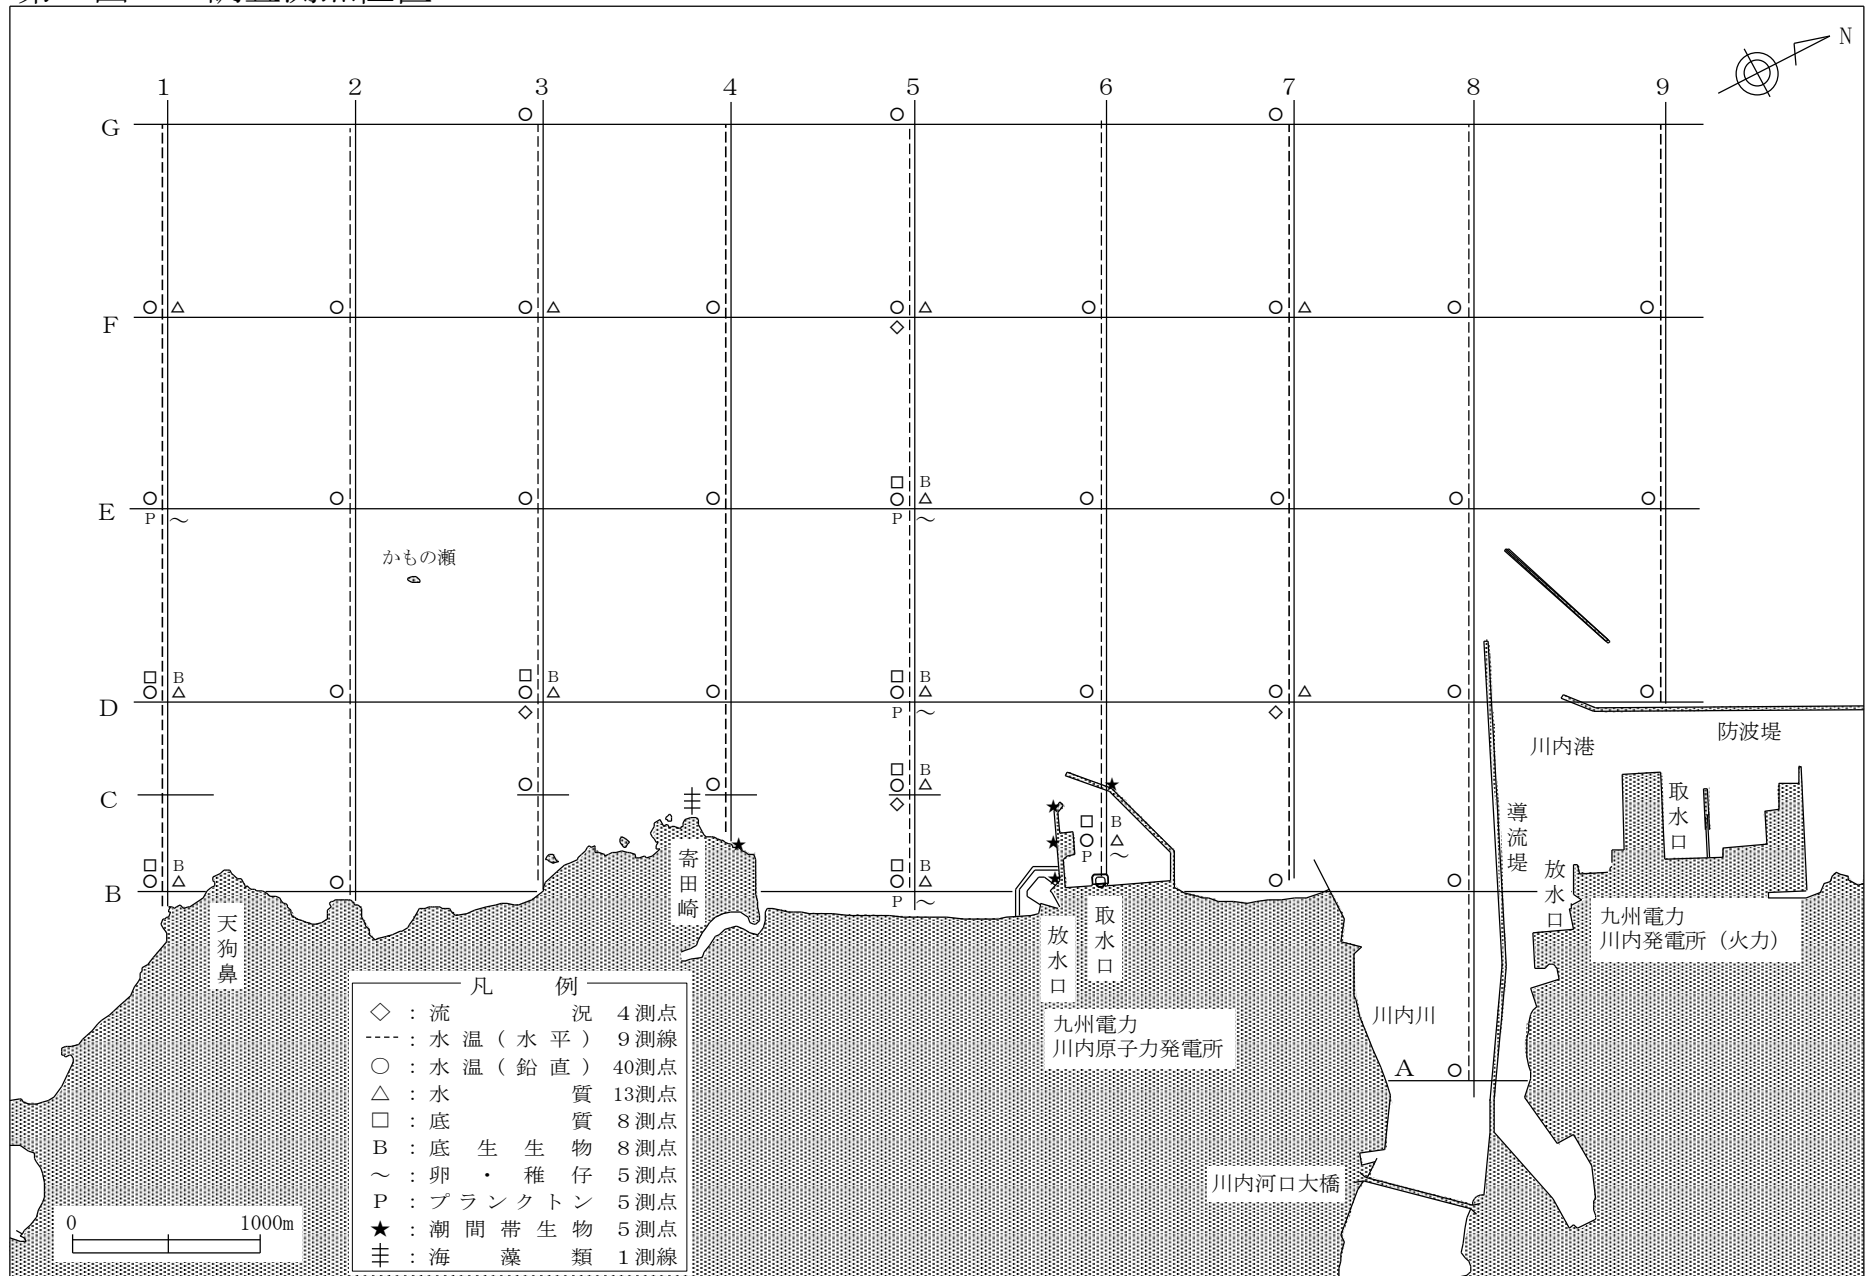 N
1 2 3 4 5 6 7 8 9
G
F
E
B
P ～ P ～
かもの瀬
B B B
D
P ～
川内港
防波堤
B
C
取水口
導流堤
B
P
～
寄田崎
B B
B
P ～
放水口
天狗鼻
放水口
取水口
九州電力
川内発電所（火力）
九州電力
川内原子力発電所
川内川
A
川内河口大橋
凡 例
◇ ： 流 況 4測点
---- ： 水 温 （ 水 平 ） 9測線
○ ： 水 温 （ 鉛 直 ） 40測点
△ ： 水 質 13測点
□ ： 底 質 8測点
B ： 底 生 生 物 8測点
～ ： 卵 ・ 稚 仔 5測点
P ： プ ラ ン ク ト ン 5測点
★ ： 潮 間 帯 生 物 5測点
： 海 藻 類 1測線
0 1000m